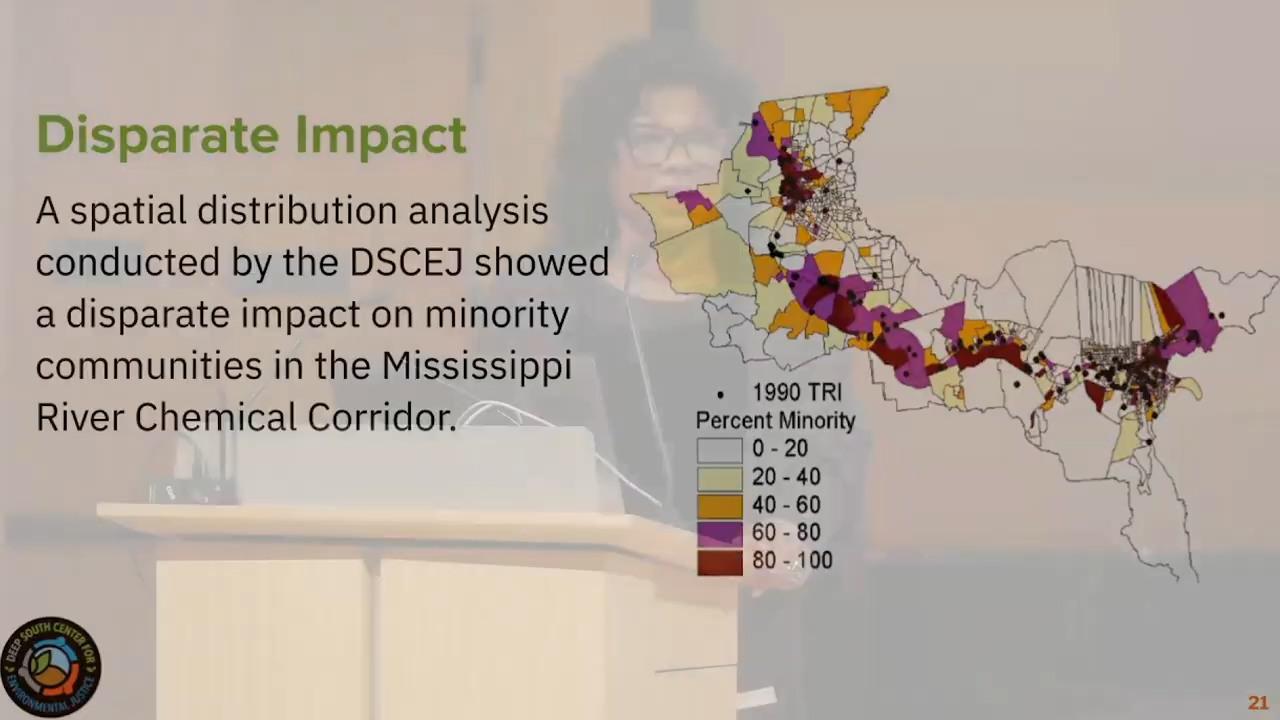 Disparate Impact
A spatial distribution analysis
conducted by the DSCEJ showed
a disparate impact on minority
communities in the Mississippi
River Chemical Corridor.
1990 TRI
Percent Minority
0 - 20
20 - 40
40 - 60
60 - 80
80 - 100
DEEP SOUTH CENTER FOR
ENVIRONMENTAL JUSTICE
21